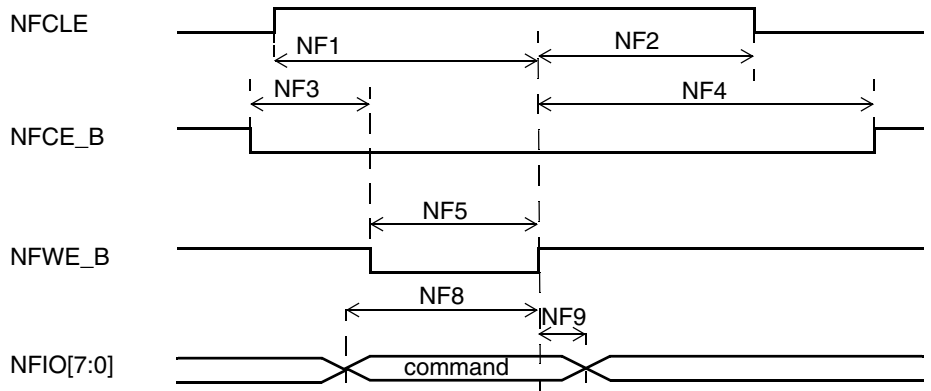 NFCLE
NF1
NF2
NF3
NF4
NFCE_B
NF5
NFWE_B
NF8
NF9
NFIO[7:0]
command